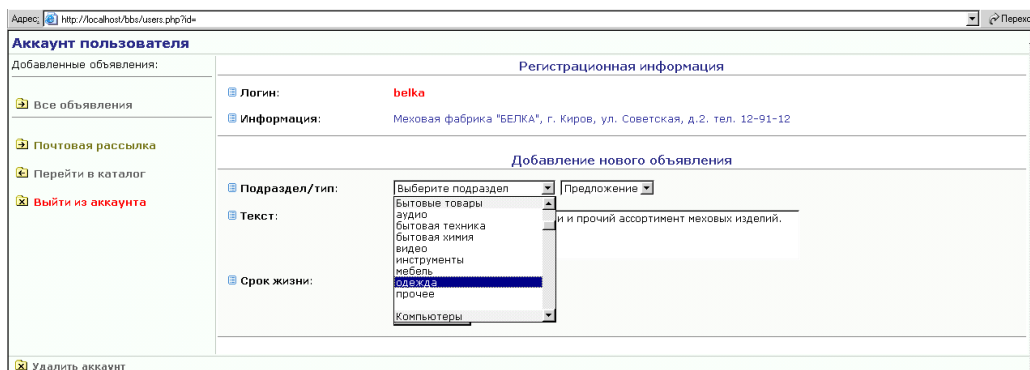 Адрес: http://localhost/bbs/users.php?id=
Аккаунт пользователя
Добавленные объявления:
Все объявления
Почтовая рассылка
Перейти в каталог
Выйти из аккаунта
Регистрационная информация
Логин: belka
Информация: Меховая фабрика "БЕЛКА", г. Киров, ул. Советская, д.2. тел. 12-91-12
Добавление нового объявления
Подраздел/тип: Выберите подраздел Предложение
Бытовые товары
аудио
Текст: и прочий ассортимент меховых изделий.
бытовая техника
бытовая химия
видео
инструменты
мебель
Срок жизни: одежда
прочее
Компьютеры
Удалить аккаунт